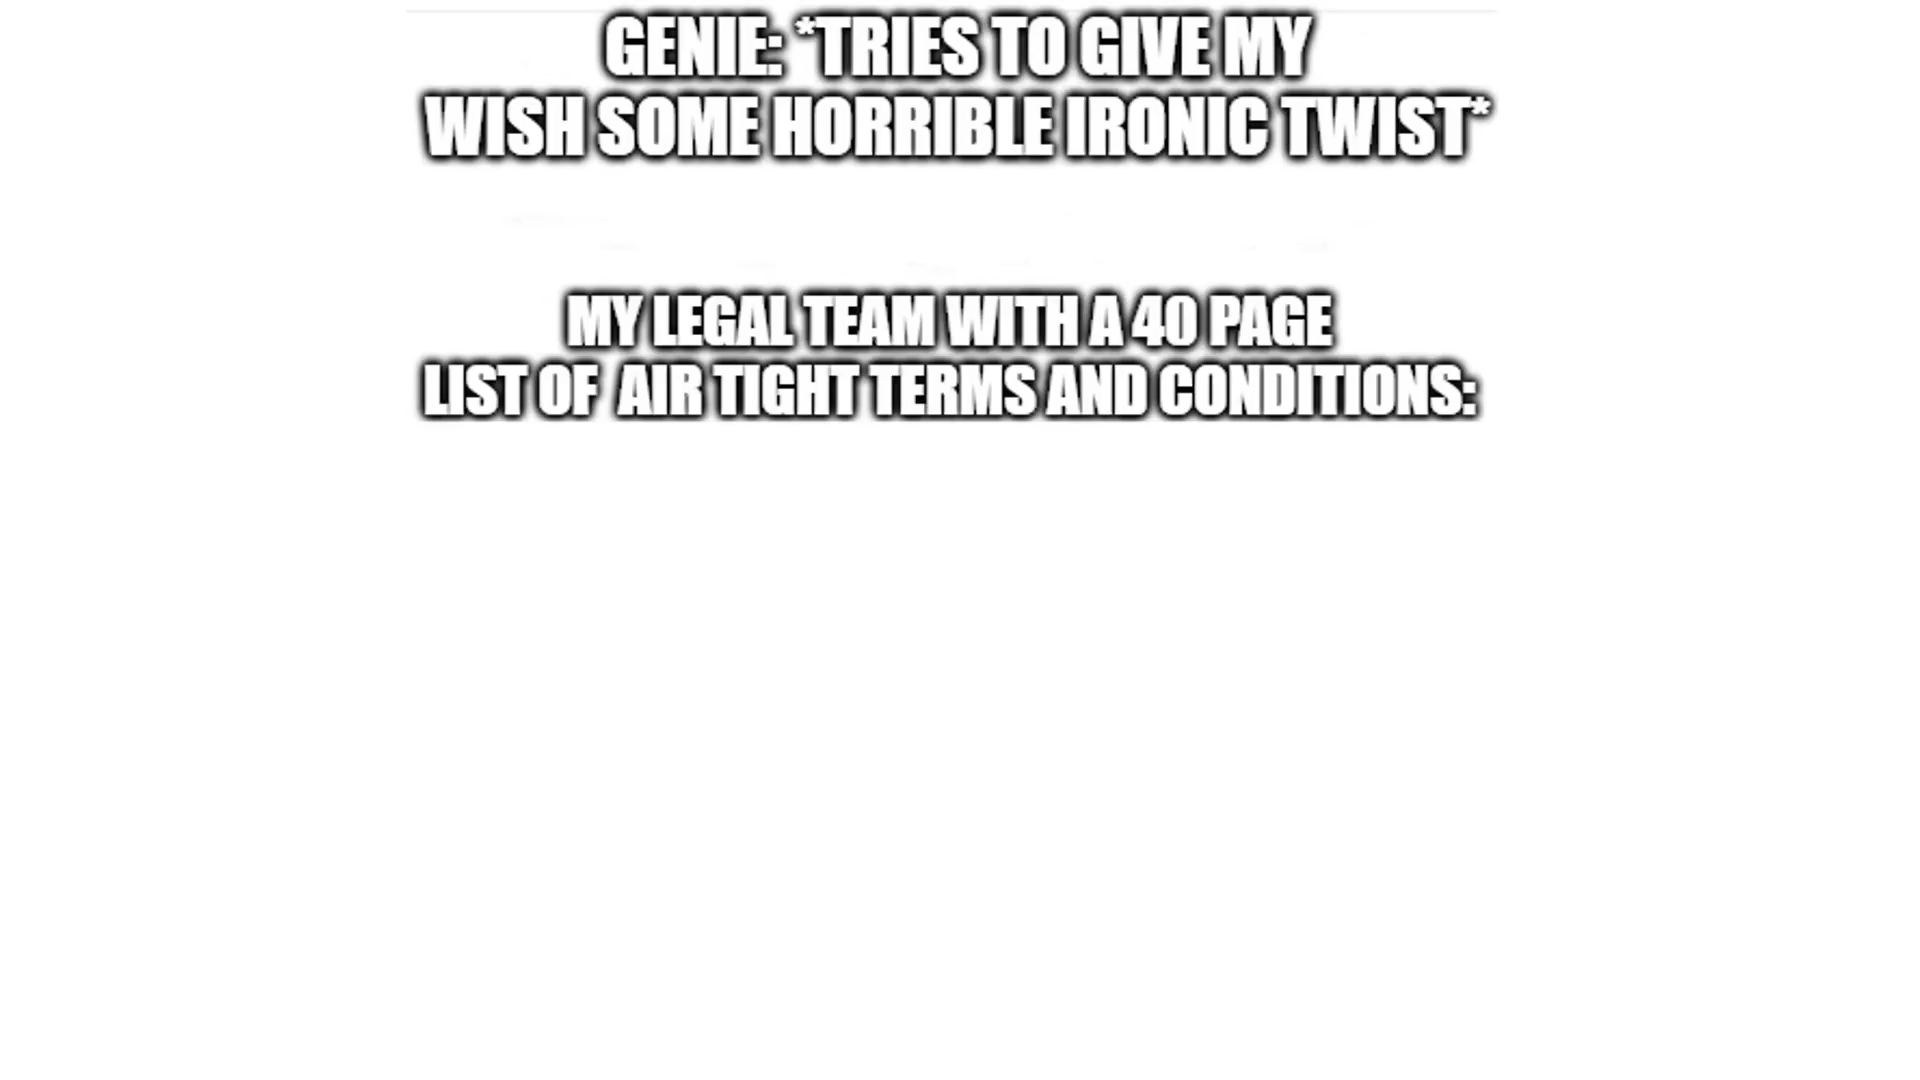 GENIE: *TRIES TO GIVE MY
WISH SOME HORRIBLE IRONIC TWIST*
MY LEGAL TEAM WITH A 40 PAGE
LIST OF AIR TIGHT TERMS AND CONDITIONS: